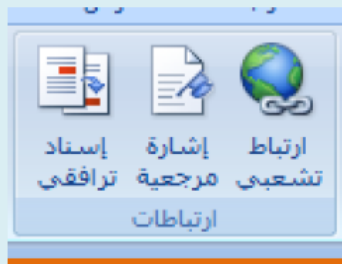 ارتباط تشعبي
إشارة مرجعية
إسناد ترافقي
ارتباطات